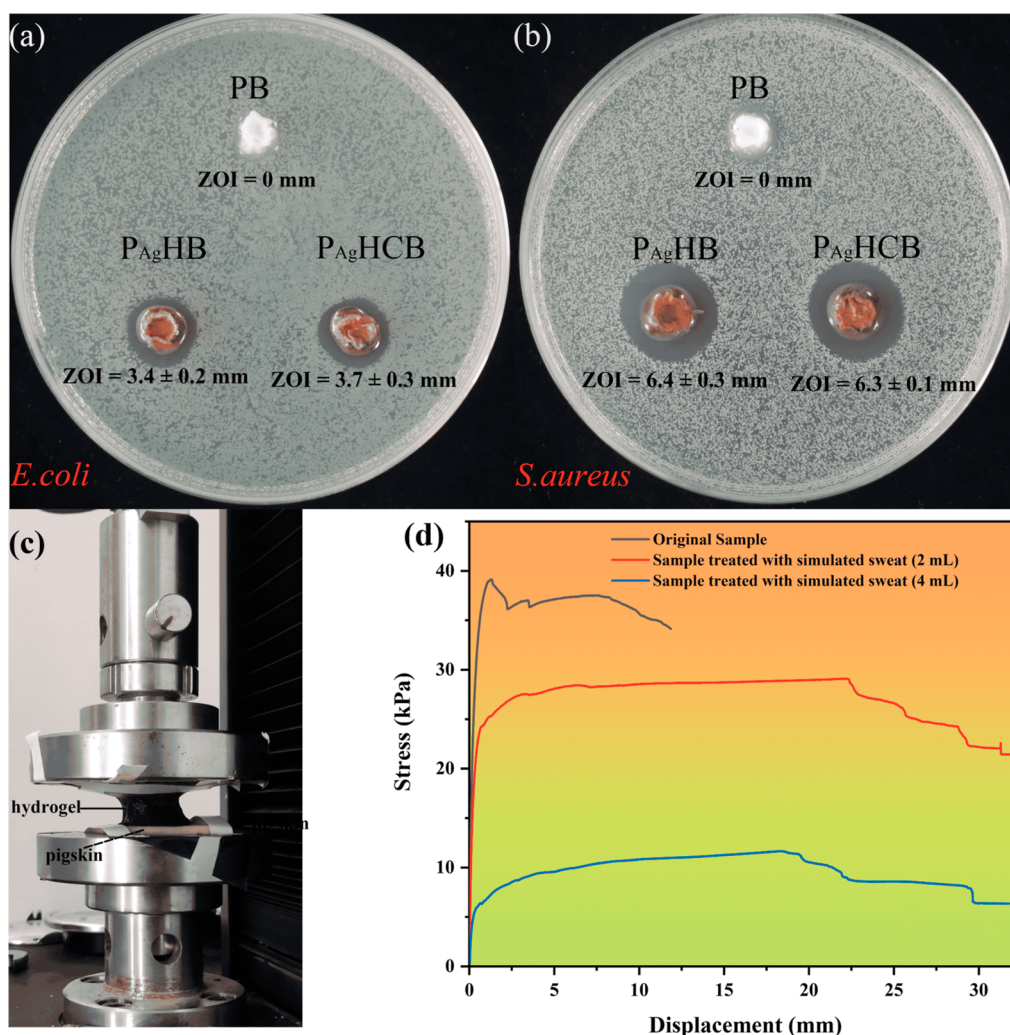 (a)
PB
ZOI = 0 mm
PAgHB
PAgHCB
ZOI = 3.4 ± 0.2 mm
ZOI = 3.7 ± 0.3 mm
E.coli
(b)
PB
ZOI = 0 mm
PAgHB
PAgHCB
ZOI = 6.4 ± 0.3 mm
ZOI = 6.3 ± 0.1 mm
S.aureus
(c)
hydrogel
pigskin
(d)
Original Sample
Sample treated with simulated sweat (2 mL)
Sample treated with simulated sweat (4 mL)
Stress (kPa)
40
30
20
10
0
0
5
10
15
20
25
30
Displacement (mm)